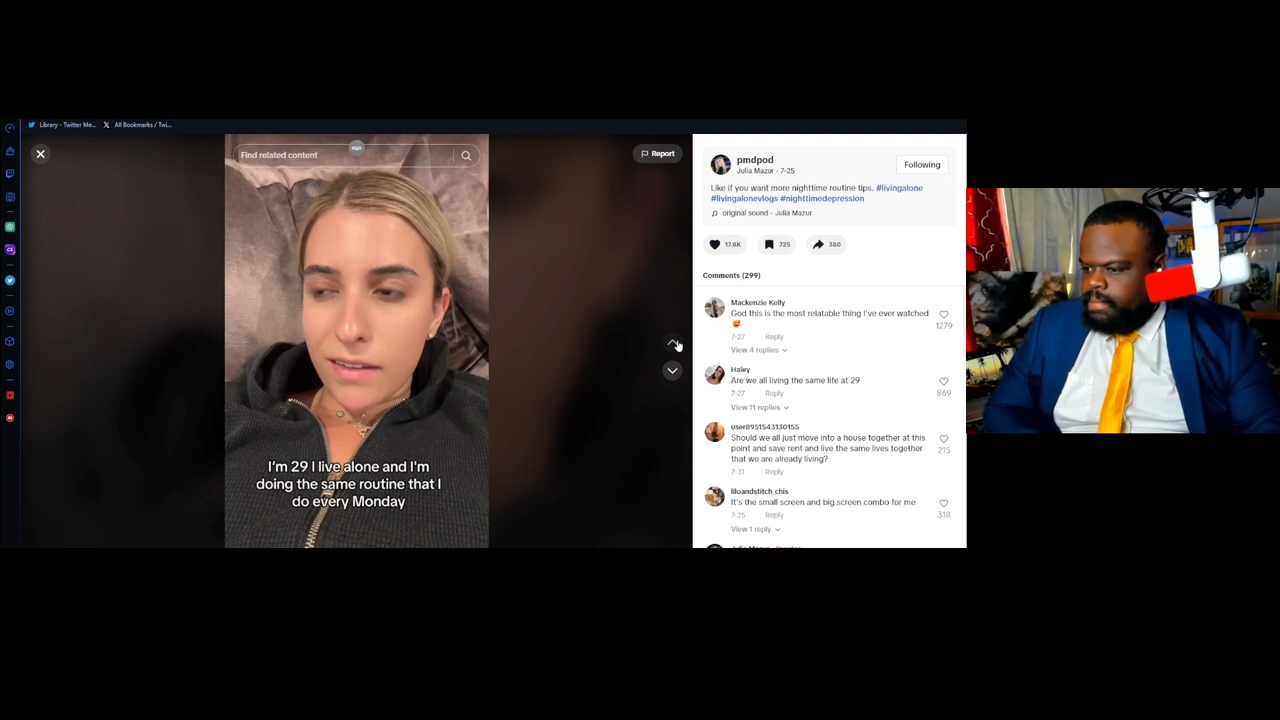 Library - Twitter Me...
All Bookmarks / Twi...
Find related content
Report
I'm 29 I live alone and I'm
doing the same routine that I
do every Monday
pmdpod
Julia Mazur · 7-25
Following
Like if you want more nighttime routine tips. #livingalone
#livingalonevlogs #nighttimedepression
original sound - Julia Mazur
17.8K
725
380
Comments (299)
Mackenzie Kelly
God this is the most relatable thing I've ever watched
1279
7-27 Reply
View 4 replies
Haley
Are we all living the same life at 29
869
7-27 Reply
View 11 replies
user8951543130155
Should we all just move into a house together at this
point and save rent and live the same lives together
that we are already living?
215
7-31 Reply
liloandstitch_chis
It's the small screen and big screen combo for me
318
7-25 Reply
View 1 reply